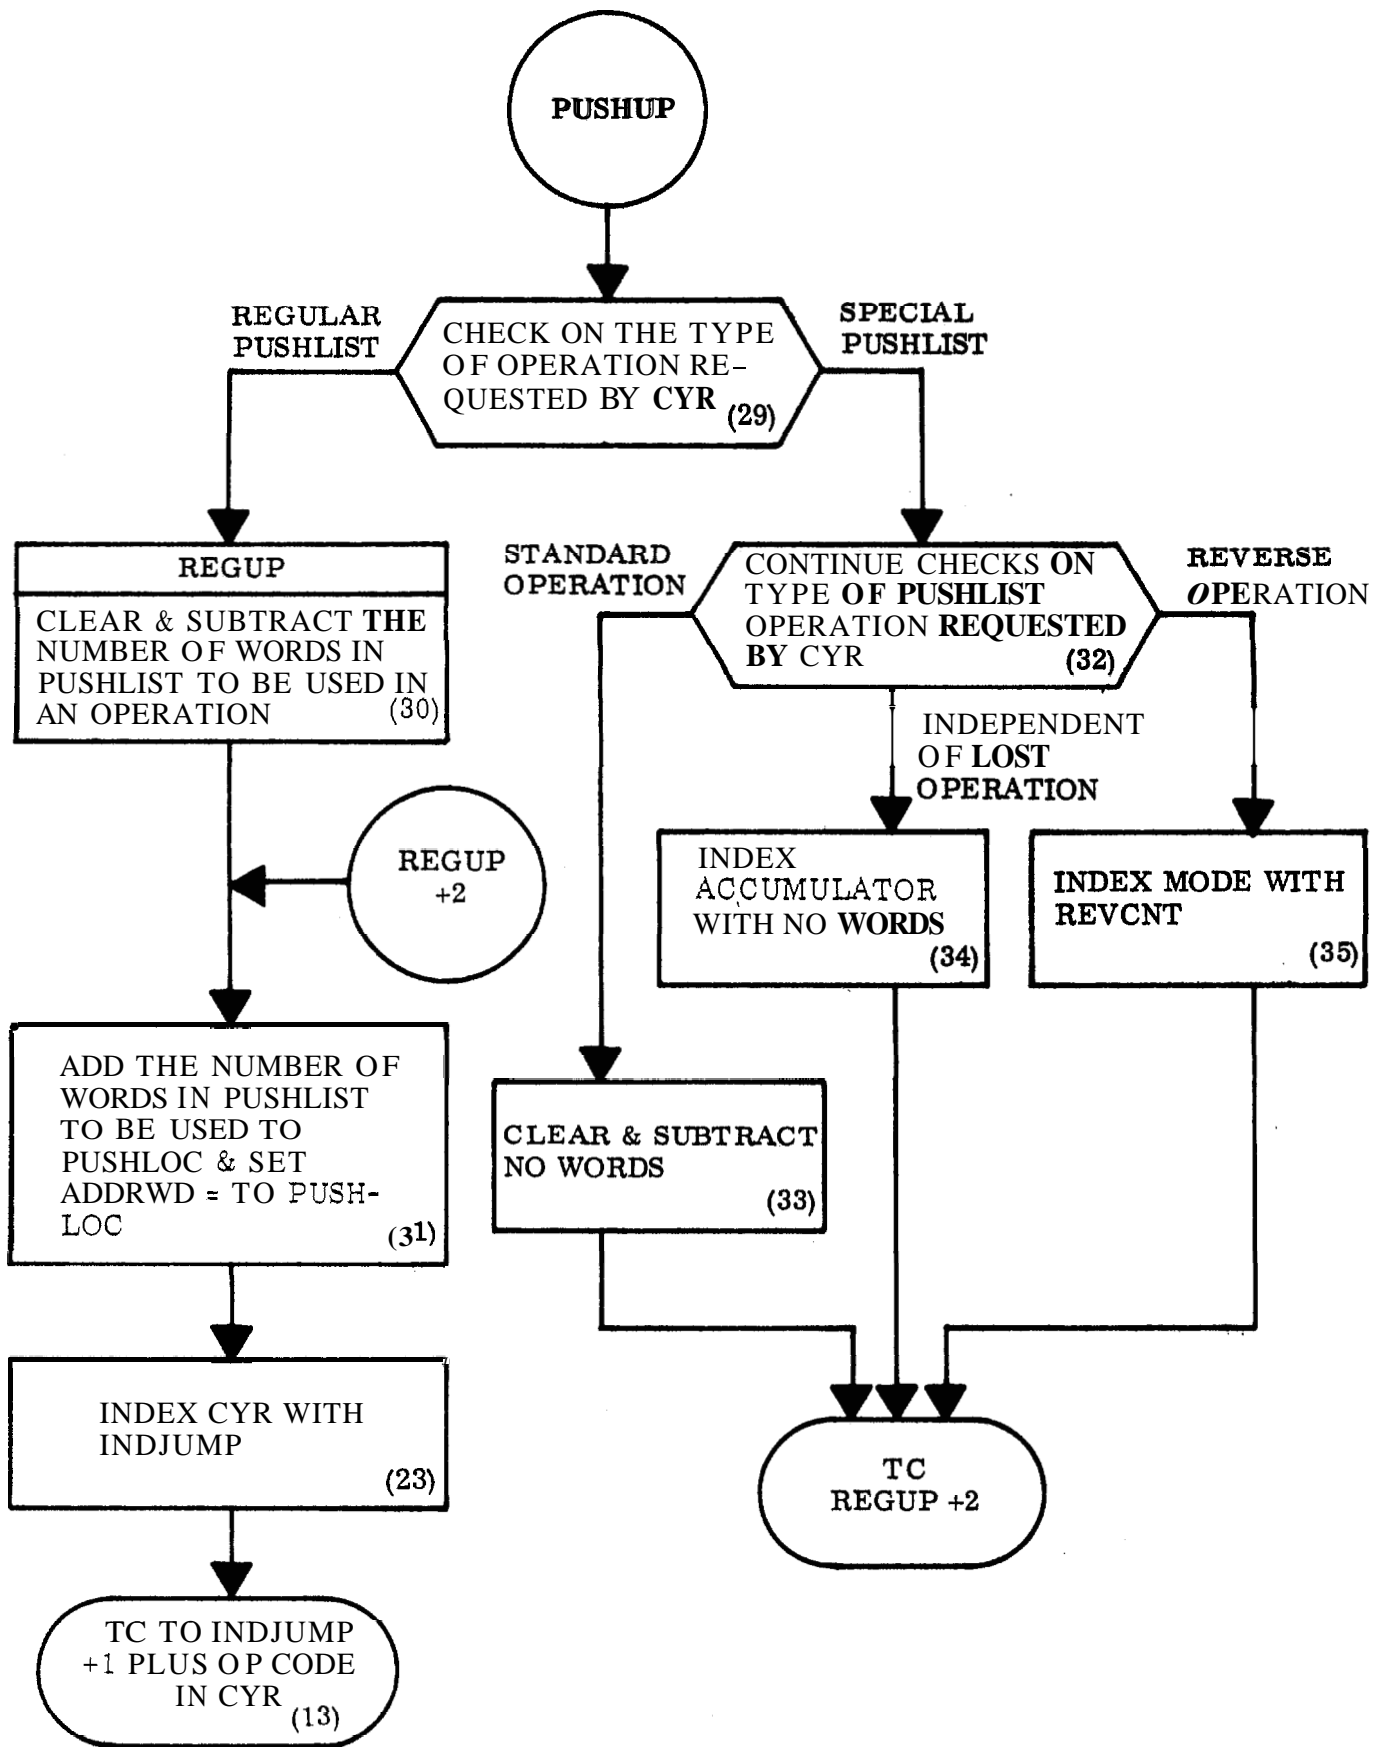 PUSHUP
REGULAR
PUSHLIST
CHECK ON THE TYPE
OF OPERATION RE-
QUESTED BY CYR
(29)
SPECIAL
PUSHLIST
REGUP
CLEAR & SUBTRACT THE
NUMBER OF WORDS IN
PUSHLIST TO BE USED IN
AN OPERATION
(30)
STANDARD
OPERATION
CONTINUE CHECKS ON
TYPE OF PUSHLIST
OPERATION REQUESTED
BY CYR
(32)
REVERSE
OPERATION
INDEPENDENT
OF LOST
OPERATION
REGUP
+2
INDEX
ACCUMULATOR
WITH NO WORDS
(34)
INDEX MODE WITH
REVCNT
(35)
ADD THE NUMBER OF
WORDS IN PUSHLIST
TO BE USED TO
PUSHLOC & SET
ADDRWD = TO PUSH-
LOC
(31)
CLEAR & SUBTRACT
NO WORDS
(33)
INDEX CYR WITH
INDJUMP
(23)
TC
REGUP +2
TC TO INDJUMP
+1 PLUS OP CODE
IN CYR
(13)